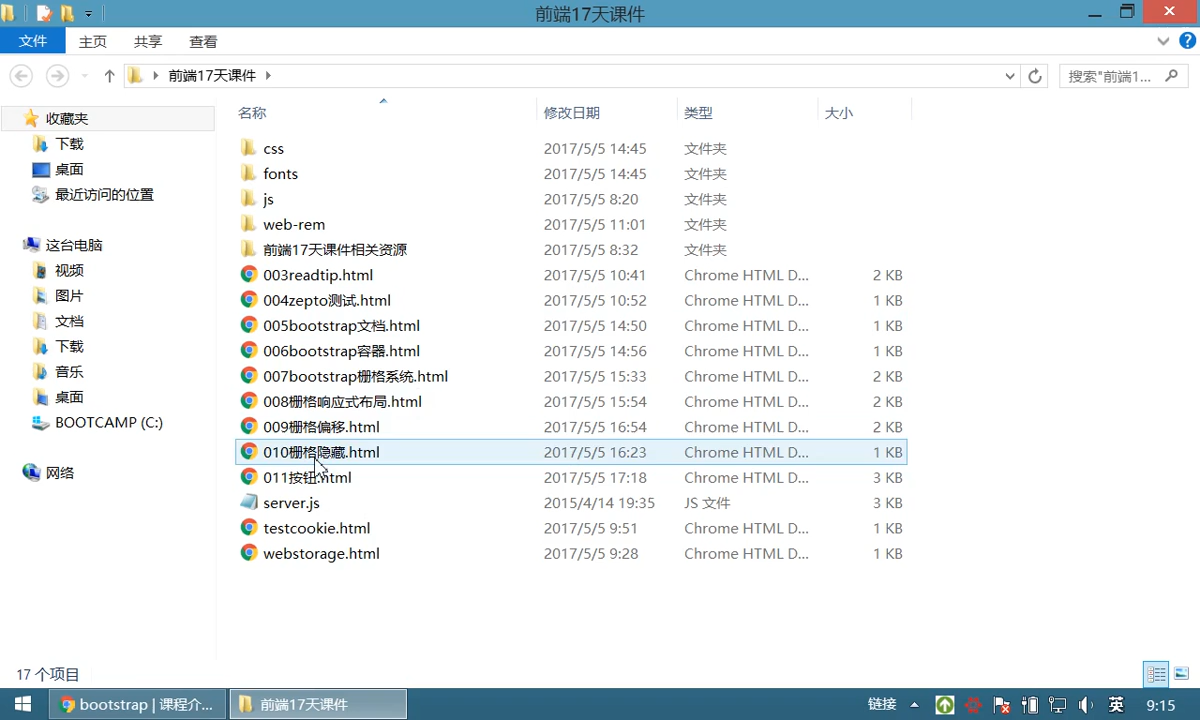 前端17天课件
文件 主页 共享 查看
前端17天课件 搜索"前端1...
名称 修改日期 类型 大小
收藏夹
下载
桌面
最近访问的位置
这台电脑
视频
图片
文档
下载
音乐
桌面
BOOTCAMP (C:)
网络
css 2017/5/5 14:45 文件夹
fonts 2017/5/5 14:45 文件夹
js 2017/5/5 8:20 文件夹
web-rem 2017/5/5 11:01 文件夹
前端17天课件相关资源 2017/5/5 8:32 文件夹
003readtip.html 2017/5/5 10:41 Chrome HTML D... 2 KB
004zepto测试.html 2017/5/5 10:52 Chrome HTML D... 1 KB
005bootstrap文档.html 2017/5/5 14:50 Chrome HTML D... 1 KB
006bootstrap容器.html 2017/5/5 14:56 Chrome HTML D... 1 KB
007bootstrap栅格系统.html 2017/5/5 15:33 Chrome HTML D... 2 KB
008栅格响应式布局.html 2017/5/5 15:54 Chrome HTML D... 2 KB
009栅格偏移.html 2017/5/5 16:54 Chrome HTML D... 2 KB
010栅格隐藏.html 2017/5/5 16:23 Chrome HTML D... 1 KB
011按钮.html 2017/5/5 17:18 Chrome HTML D... 3 KB
server.js 2015/4/14 19:35 JS 文件 3 KB
testcookie.html 2017/5/5 9:51 Chrome HTML D... 1 KB
webstorage.html 2017/5/5 9:28 Chrome HTML D... 1 KB
17 个项目
bootstrap | 课程介... 前端17天课件 链接 英 9:15